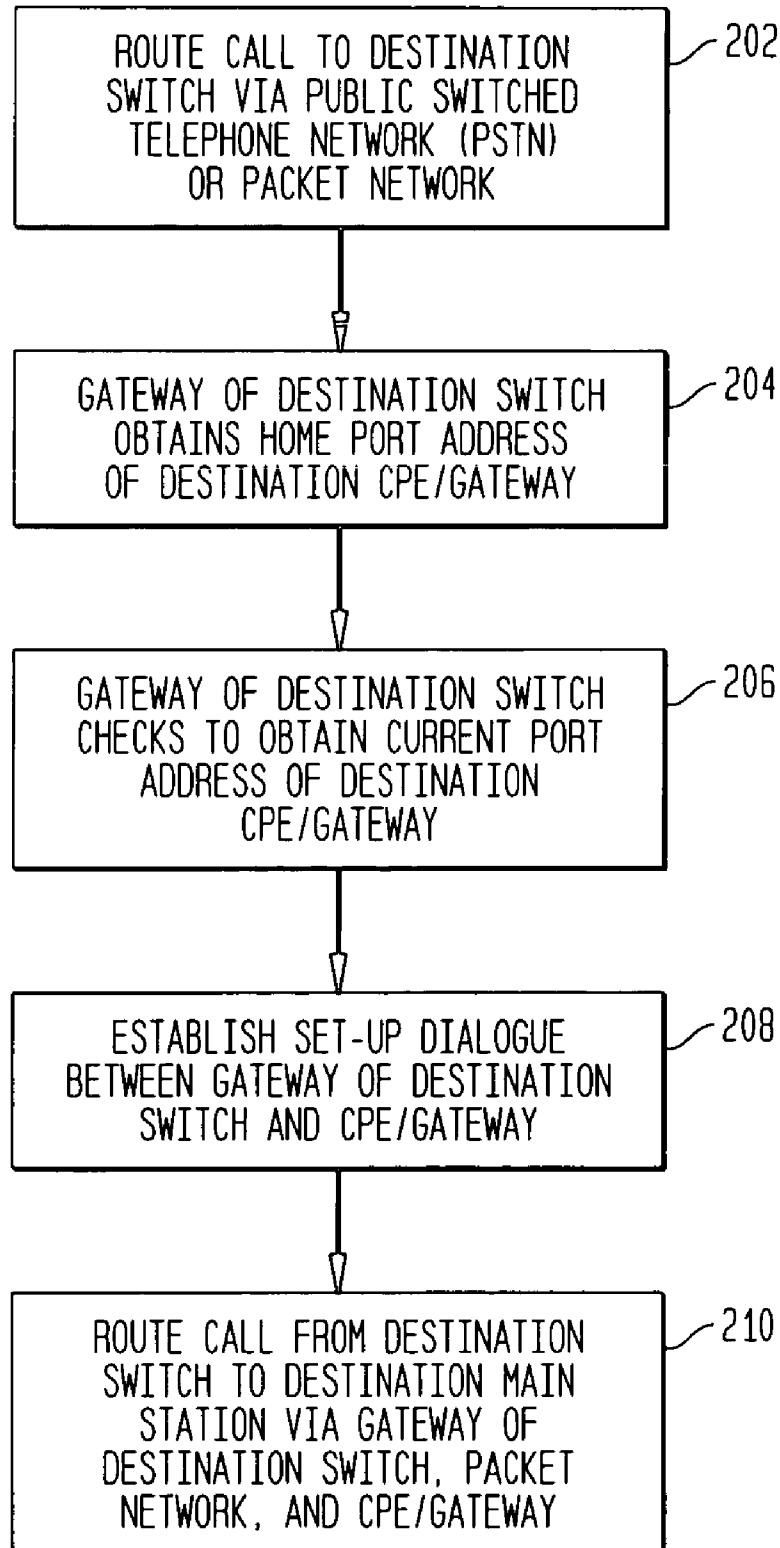 ROUTE CALL TO DESTINATION
SWITCH VIA PUBLIC SWITCHED
TELEPHONE NETWORK (PSTN)
OR PACKET NETWORK
202
GATEWAY OF DESTINATION SWITCH
OBTAINS HOME PORT ADDRESS
OF DESTINATION CPE/GATEWAY
204
GATEWAY OF DESTINATION SWITCH
CHECKS TO OBTAIN CURRENT PORT
ADDRESS OF DESTINATION
CPE/GATEWAY
206
ESTABLISH SET-UP DIALOGUE
BETWEEN GATEWAY OF DESTINATION
SWITCH AND CPE/GATEWAY
208
ROUTE CALL FROM DESTINATION
SWITCH TO DESTINATION MAIN
STATION VIA GATEWAY OF
DESTINATION SWITCH, PACKET
NETWORK, AND CPE/GATEWAY
210